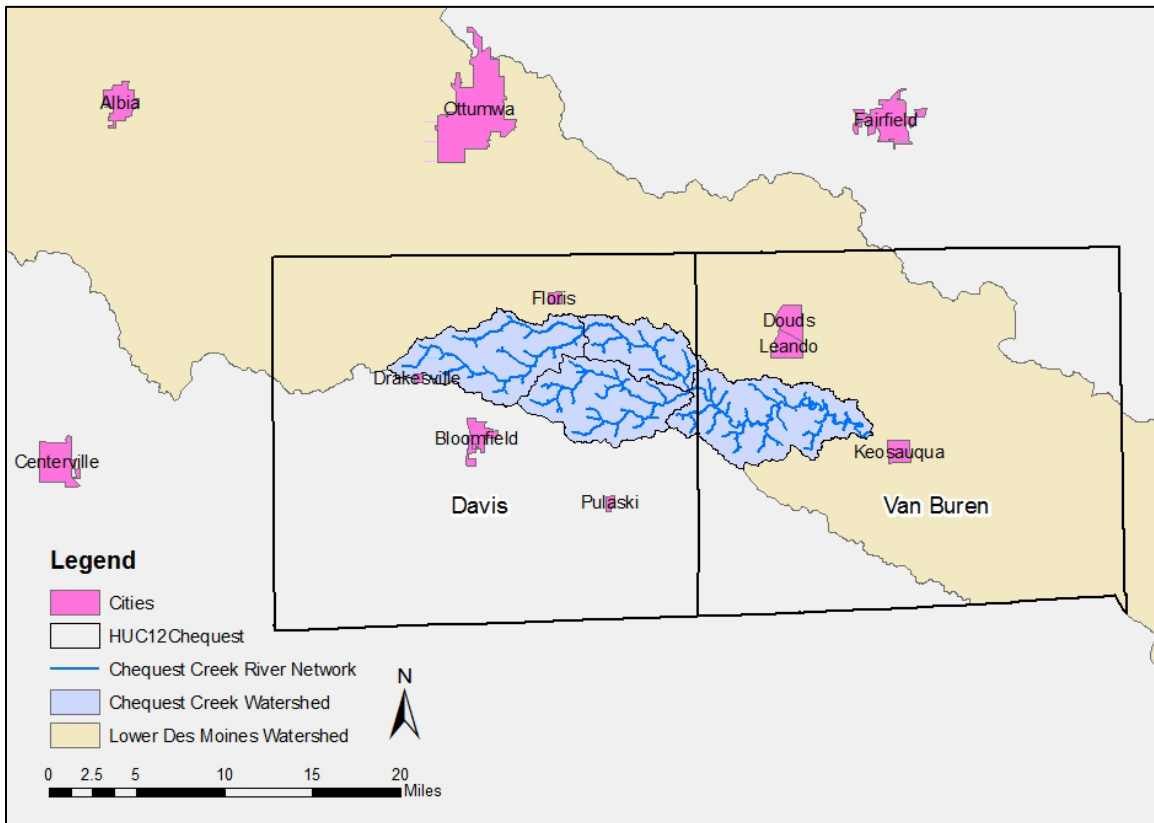 Albia
Ottumwa
Fairfield
Floris
Douds
Leando
Drakesville
Bloomfield
Keosauqua
Centerville
Pulaski
Davis
Van Buren
Legend
Cities
HUC12Chequest
Chequest Creek River Network
Chequest Creek Watershed
Lower Des Moines Watershed
N
0 2.5 5 10 15 20
Miles